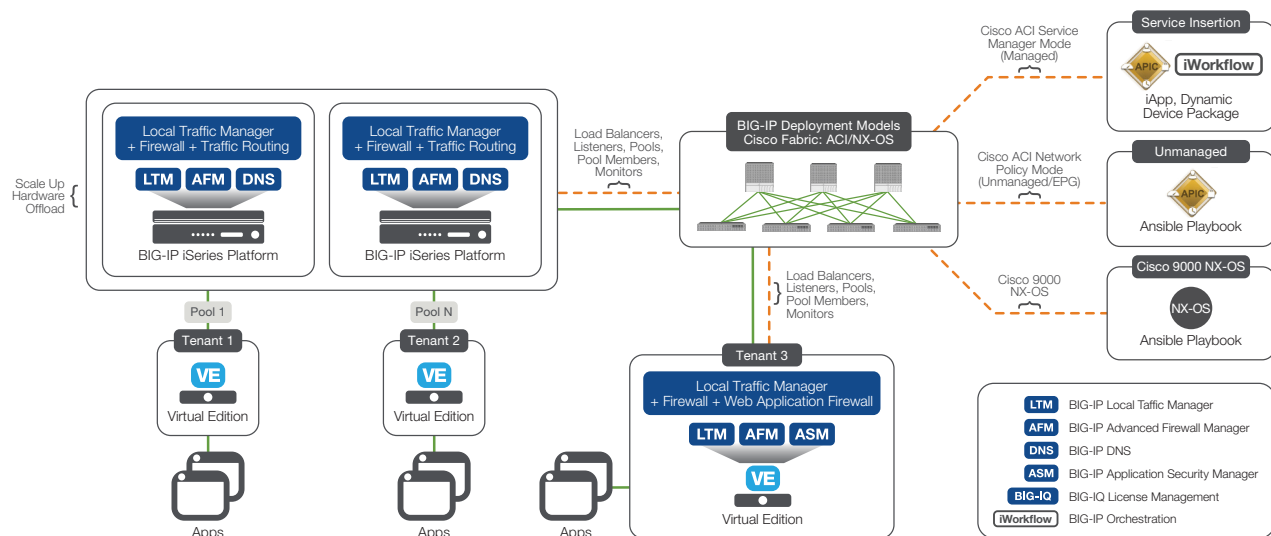 Scale Up
Hardware
Offload
Local Traffic Manager
+ Firewall + Traffic Routing
LTM
AFM
DNS
BIG-IP iSeries Platform
Local Traffic Manager
+ Firewall + Traffic Routing
LTM
AFM
DNS
BIG-IP iSeries Platform
Load Balancers,
Listeners, Pools,
Pool Members,
Monitors
BIG-IP Deployment Models
Cisco Fabric: ACI/NX-OS
Cisco ACI Service
Manager Mode
(Managed)
Cisco ACI Network
Policy Mode
(Unmanaged/EPG)
Cisco 9000
NX-OS
Service Insertion
APIC
iWorkflow
iApp, Dynamic
Device Package
Unmanaged
APIC
Ansible Playbook
Cisco 9000 NX-OS
NX-OS
Ansible Playbook
Pool 1
Tenant 1
VE
Virtual Edition
Apps
Pool N
Tenant 2
VE
Virtual Edition
Apps
Load Balancers,
Listeners, Pools,
Pool Members,
Monitors
Tenant 3
Local Traffic Manager
+ Firewall + Web Application Firewall
LTM
AFM
ASM
VE
Virtual Edition
Apps
LTM BIG-IP Local Taffic Manager
AFM BIG-IP Advanced Firewall Manager
DNS BIG-IP DNS
ASM BIG-IP Application Security Manager
BIG-IQ BIG-IQ License Management
iWorkflow BIG-IP Orchestration